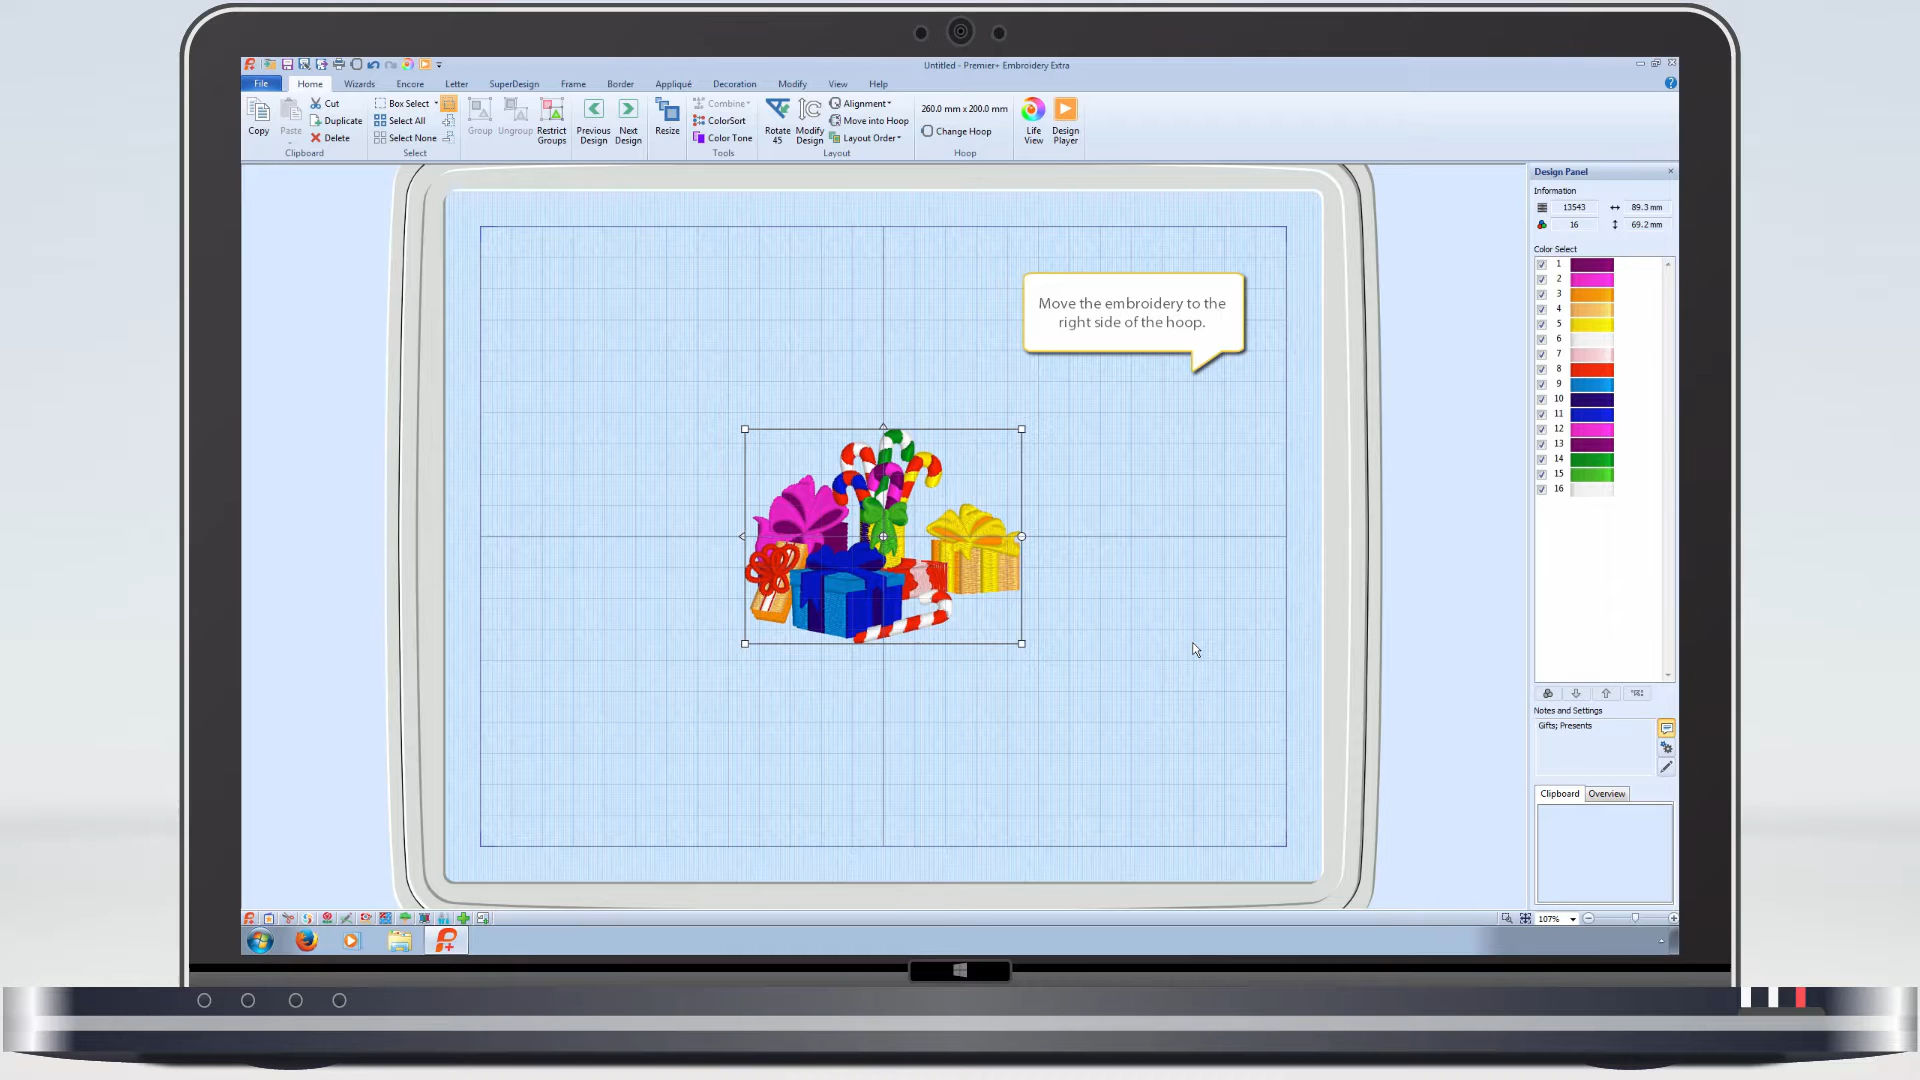 Untitled - Premier+ Embroidery Extra
File Home Wizards Encore Letter SuperDesign Frame Border Appliqué Decoration Modify View Help
Copy
Paste
Cut
Duplicate
Delete
Clipboard
Box Select
Select All
Select None
Select
Group
Ungroup
Restrict
Groups
Previous
Design
Next
Design
Resize
Combine
ColorSort
Color Tone
Tools
Rotate
45
Modify
Design
Alignment
Move into Hoop
Layout Order
Layout
260.0 mm x 200.0 mm
Change Hoop
Hoop
Life
View
Design
Player
Move the embroidery to the
right side of the hoop.
Design Panel
Information
13543 89.3 mm
16 69.2 mm
Color Select
1
2
3
4
5
6
7
8
9
10
11
12
13
14
15
16
Notes and Settings
Gifts; Presents
Clipboard Overview
107%